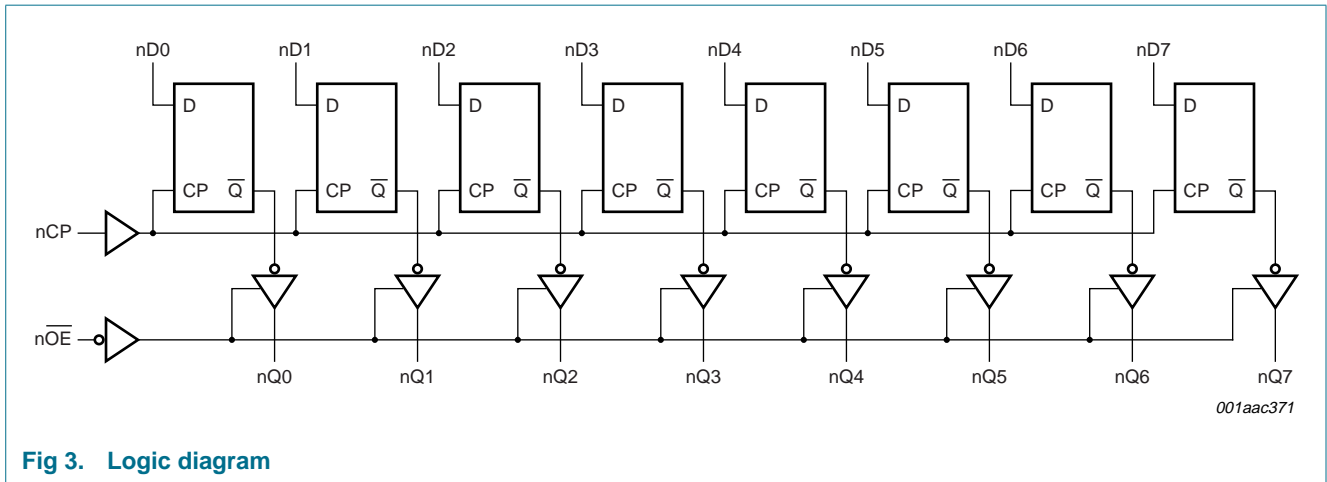 nD0 nD1 nD2 nD3 nD4 nD5 nD6 nD7
D D D D D D D D
CP Q̅ CP Q̅ CP Q̅ CP Q̅ CP Q̅ CP Q̅ CP Q̅ CP Q̅
nCP
nO̅E̅
nQ0 nQ1 nQ2 nQ3 nQ4 nQ5 nQ6 nQ7
001aac371
Fig 3. Logic diagram